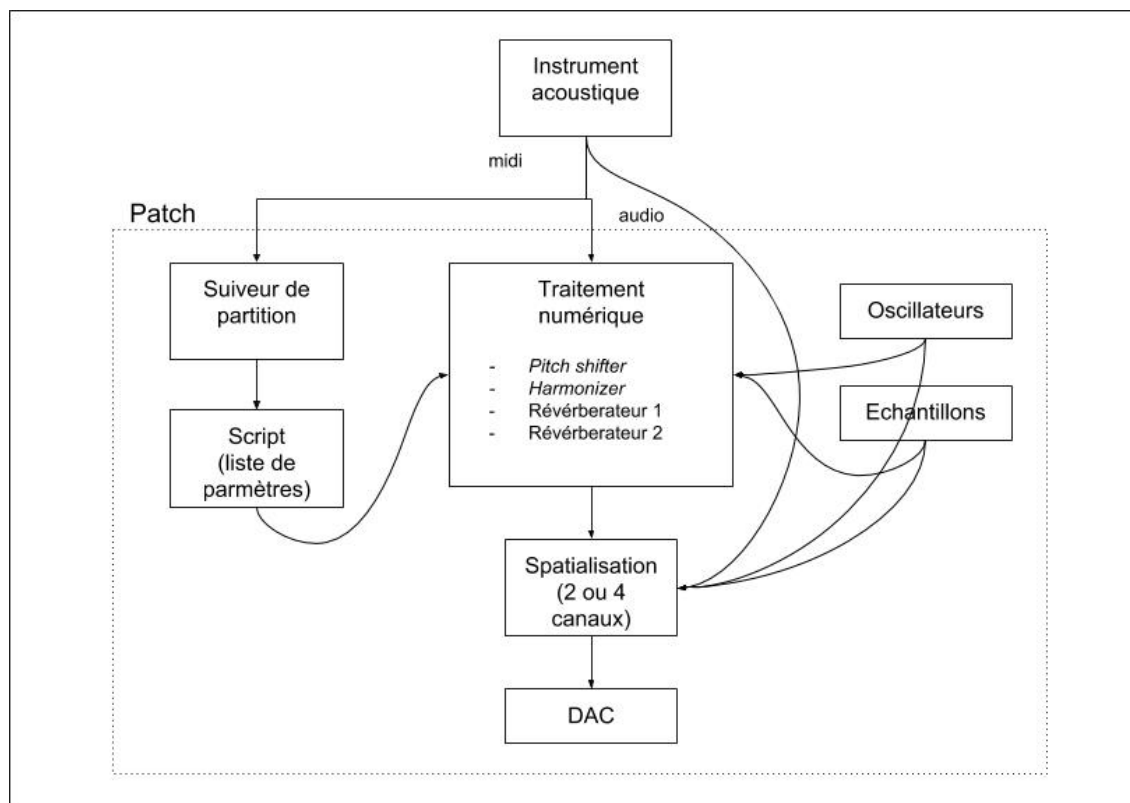 Instrument
acoustique
midi
audio
Patch
Suiveur de
partition
Traitement
numérique
- Pitch shifter
- Harmonizer
- Révérberateur 1
- Révérberateur 2
Oscillateurs
Echantillons
Script
(liste de
parmètres)
Spatialisation
(2 ou 4
canaux)
DAC